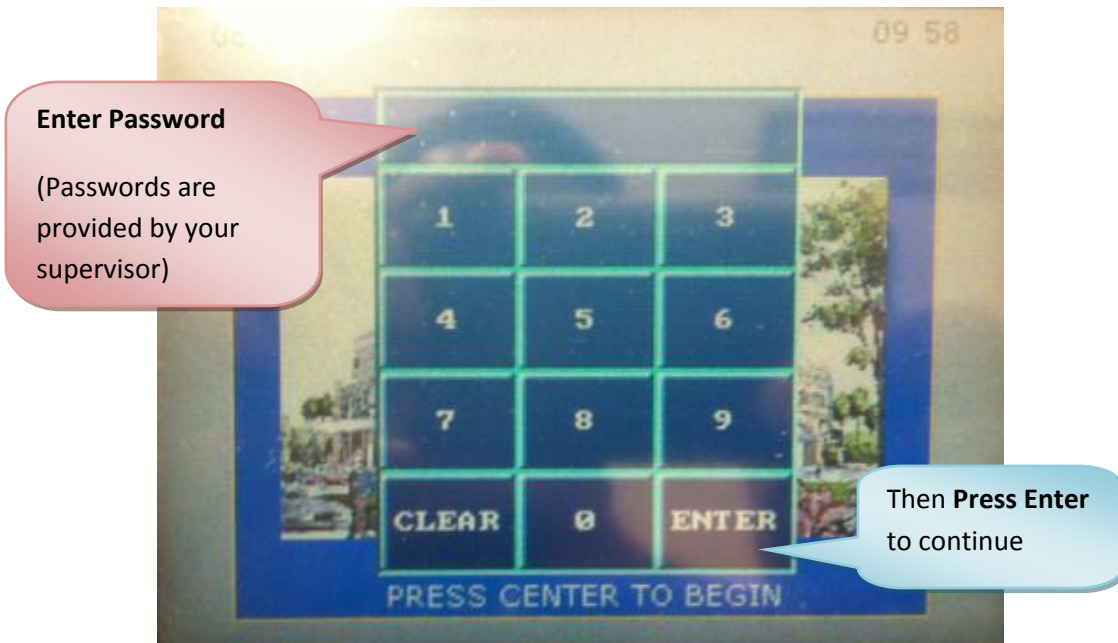 09 58
Enter Password
(Passwords are
provided by your
supervisor)
1 2 3
4 5 6
7 8 9
CLEAR 0 ENTER
Then Press Enter
to continue
PRESS CENTER TO BEGIN